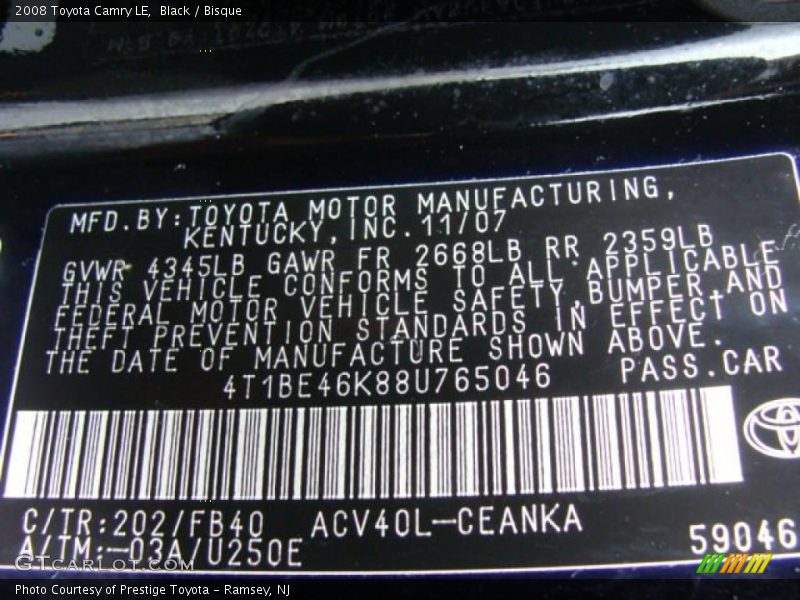 2008 Toyota Camry LE,  Black / Bisque
MFD.BY:TOYOTA MOTOR MANUFACTURING,
KENTUCKY,INC.11/07
GVWR 4345LB GAWR FR 2668LB RR 2359LB
THIS VEHICLE CONFORMS TO ALL APPLICABLE
FEDERAL MOTOR VEHICLE SAFETY,BUMPER AND
THEFT PREVENTION STANDARDS IN EFFECT ON
THE DATE OF MANUFACTURE SHOWN ABOVE.
4T1BE46K88U765046 PASS.CAR
C/TR:202/FB40 ACV40L-CEANKA
A/TM:-03A/U250E 59046
GTcarlot.com
Photo Courtesy of Prestige Toyota - Ramsey, NJ